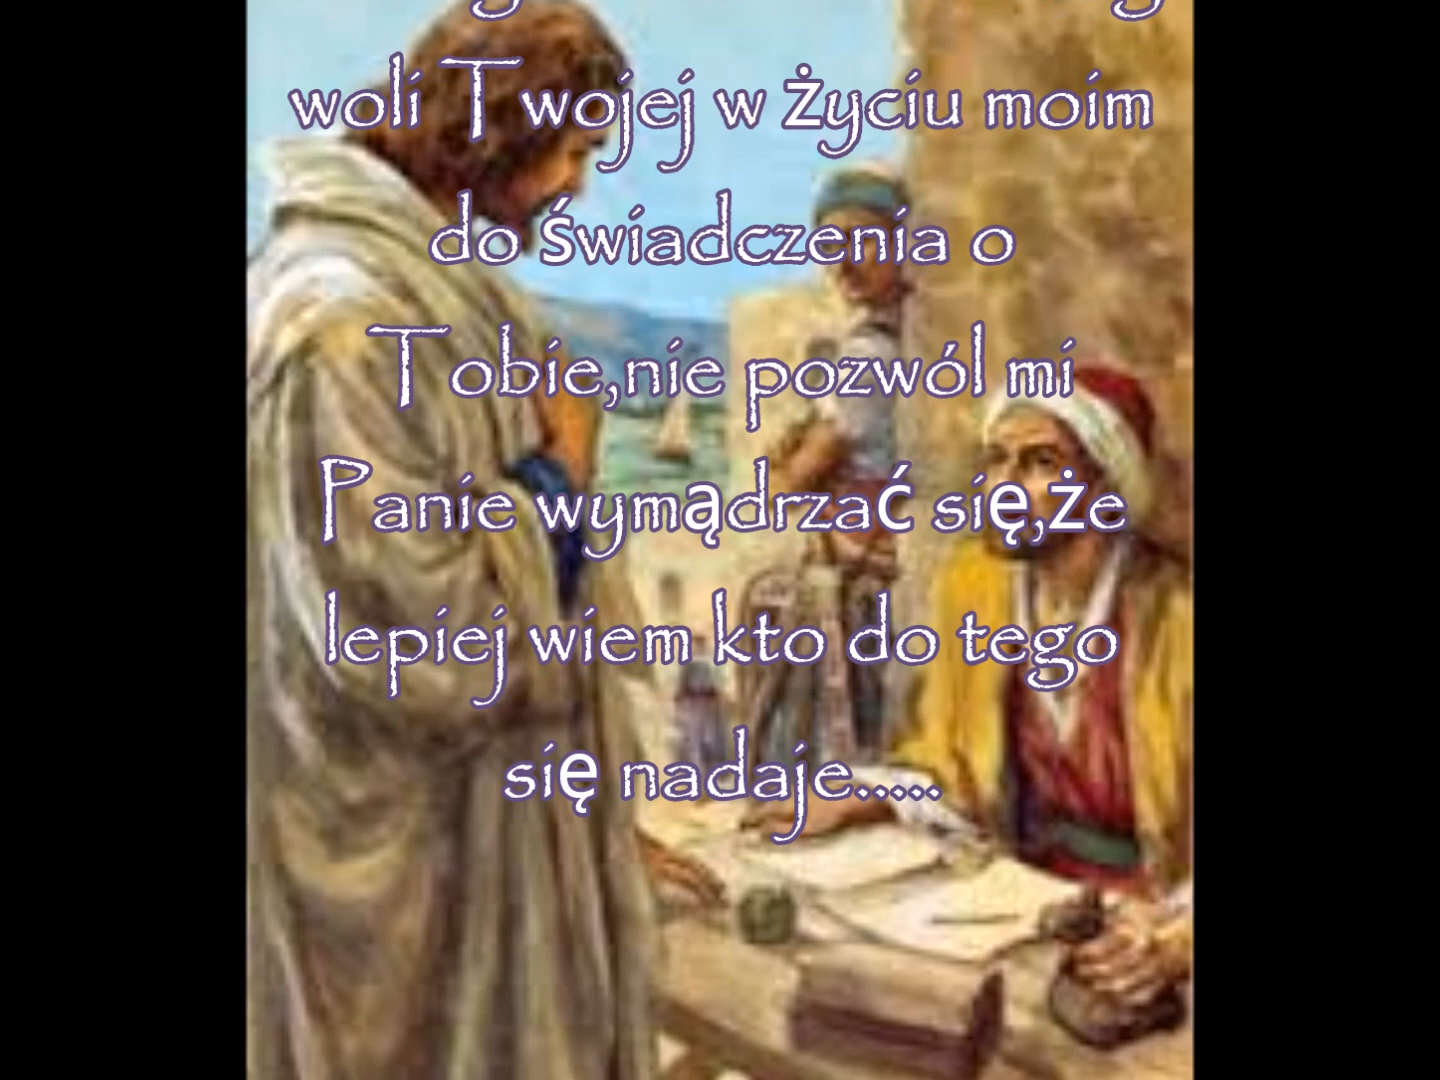 woli Twojej w życiu moim
do świadczenia o
Tobie,nie pozwól mi
Panie wymądrzać się,że
lepiej wiem kto do tego
się nadaje.....